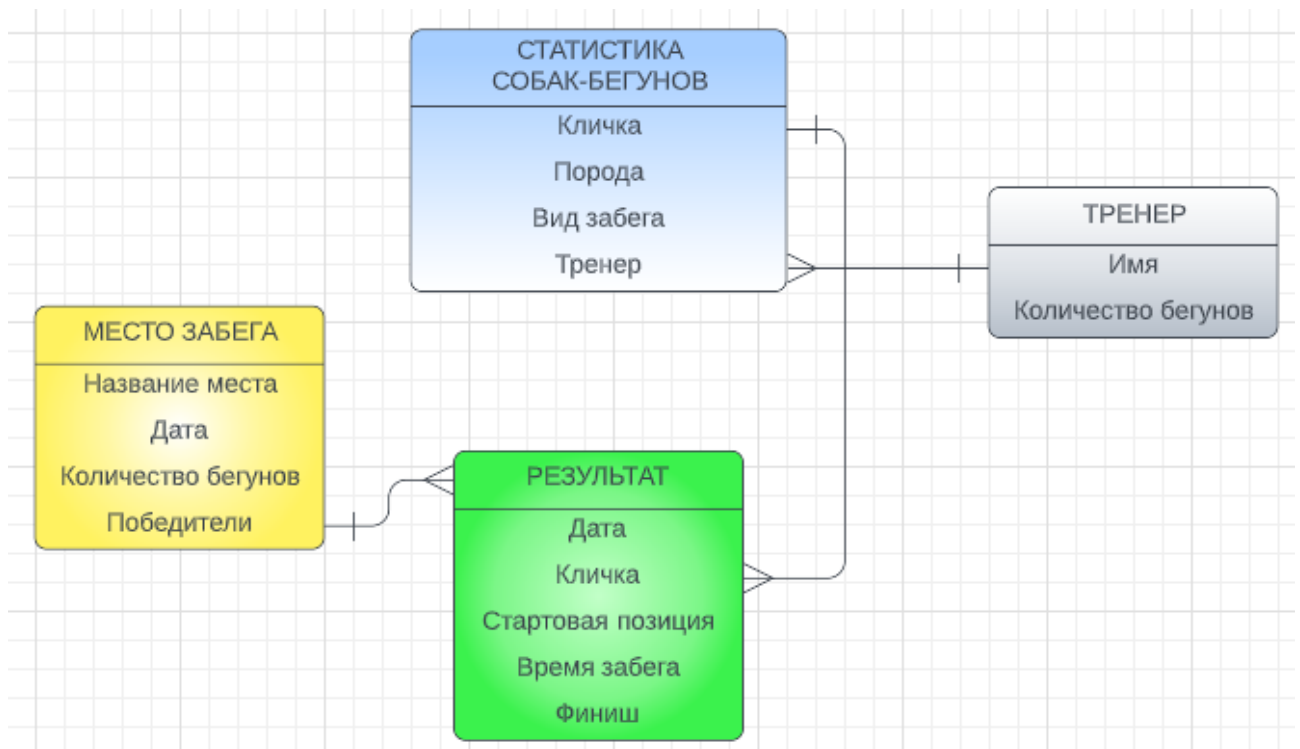 СТАТИСТИКА
СОБАК-БЕГУНОВ
Кличка
Порода
Вид забега
Тренер
ТРЕНЕР
Имя
Количество бегунов
МЕСТО ЗАБЕГА
Название места
Дата
Количество бегунов
Победители
РЕЗУЛЬТАТ
Дата
Кличка
Стартовая позиция
Время забега
Финиш